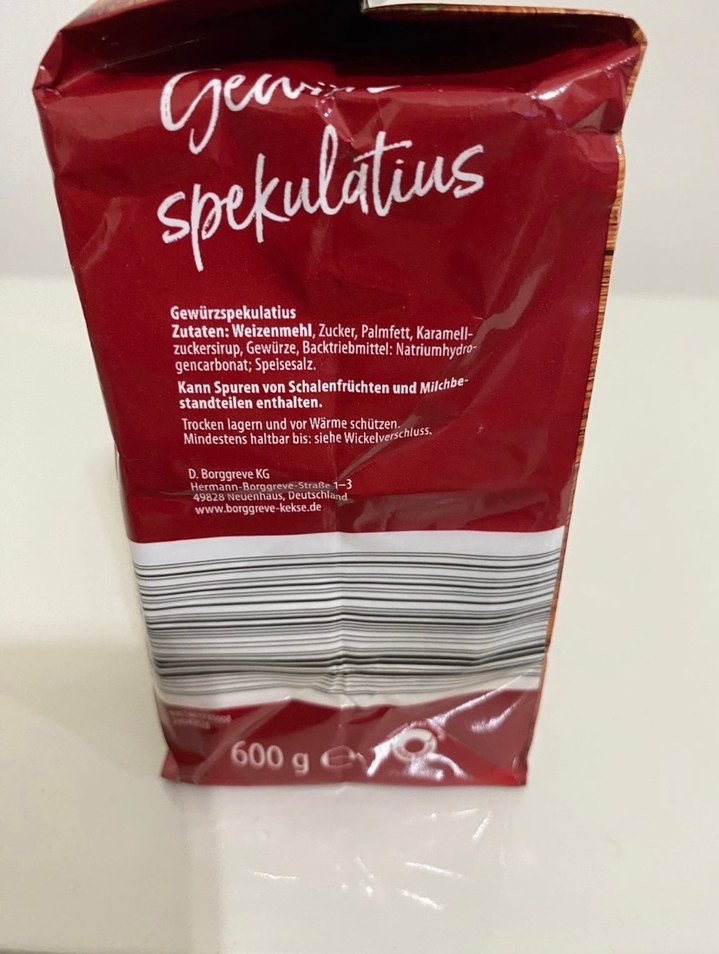 spekulatius
Gewürzspekulatius
Zutaten: Weizenmehl, Zucker, Palmfett, Karamell-
zuckersirup, Gewürze, Backtriebmittel: Natriumhydro-
gencarbonat; Speisesalz.
Kann Spuren von Schalenfrüchten und Milchbe-
standteilen enthalten.
Trocken lagern und vor Wärme schützen.
Mindestens haltbar bis: siehe Wickelverschluss.
D. Borggreve KG
Hermann-Borggreve-Straße 1–3
49828 Neuenhaus, Deutschland
www.borggreve-kekse.de
600 g